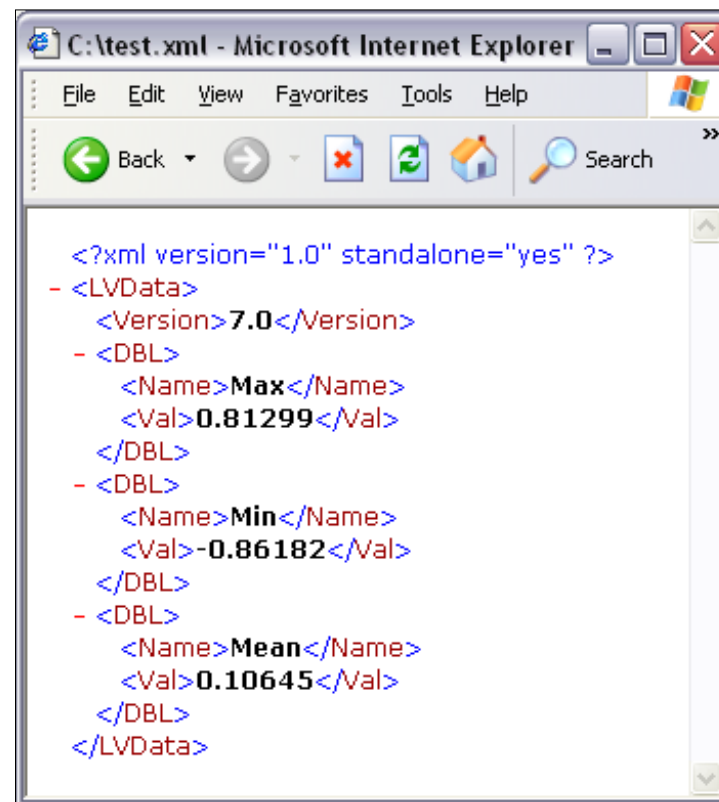 C:\test.xml - Microsoft Internet Explorer
File Edit View Favorites Tools Help
Back Search »
<?xml version="1.0" standalone="yes" ?>
- <LVData>
<Version>7.0</Version>
- <DBL>
<Name>Max</Name>
<Val>0.81299</Val>
</DBL>
- <DBL>
<Name>Min</Name>
<Val>-0.86182</Val>
</DBL>
- <DBL>
<Name>Mean</Name>
<Val>0.10645</Val>
</DBL>
</LVData>